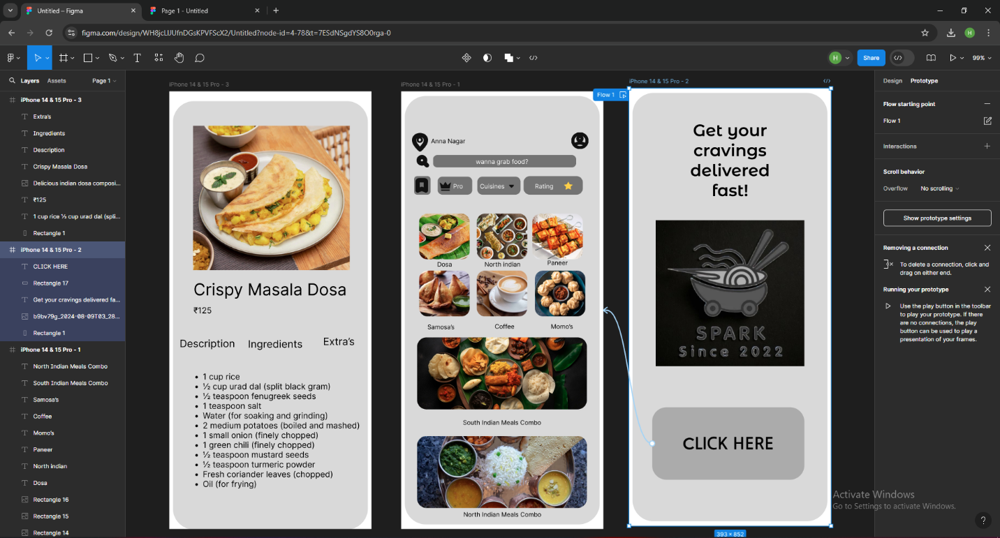 Untitled – Figma
Page 1 - Untitled
figma.com/design/WH8jcLIJUfnDGsKPVFScX2/Untitled?node-id=4-78&t=7ESdNSgdYS8O0rga-0
H
H
Share
99%
Layers
Assets
Page 1
iPhone 14 & 15 Pro - 3
Extra's
Ingredients
Description
Crispy Masala Dosa
Delicious indian dosa composi...
₹125
1 cup rice ½ cup urad dal (spli...
Rectangle 1
iPhone 14 & 15 Pro - 2
CLICK HERE
Rectangle 17
Get your cravings delivered fa...
b9bv79g_2024-08-09T03_28...
Rectangle 1
iPhone 14 & 15 Pro - 1
North Indian Meals Combo
South Indian Meals Combo
Samosa's
Coffee
Momo's
Paneer
North indian
Dosa
Rectangle 16
Rectangle 15
Rectangle 14
iPhone 14 & 15 Pro - 3
Crispy Masala Dosa
₹125
Description
Ingredients
Extra's
• 1 cup rice
• ½ cup urad dal (split black gram)
• ½ teaspoon fenugreek seeds
• 1 teaspoon salt
• Water (for soaking and grinding)
• 2 medium potatoes (boiled and mashed)
• 1 small onion (finely chopped)
• 1 green chili (finely chopped)
• ½ teaspoon mustard seeds
• ½ teaspoon turmeric powder
• Fresh coriander leaves (chopped)
• Oil (for frying)
iPhone 14 & 15 Pro - 1
Anna Nagar
wanna grab food?
Pro
Cuisines
Rating
Dosa
North indian
Paneer
Samosa's
Coffee
Momo's
South Indian Meals Combo
North Indian Meals Combo
iPhone 14 & 15 Pro - 2
Flow 1
Get your
cravings
delivered
fast!
SPARK
Since 2022
CLICK HERE
393 × 852
Design
Prototype
Flow starting point
Flow 1
Interactions
Scroll behavior
Overflow
No scrolling
Show prototype settings
Removing a connection
To delete a connection, click and
drag on either end.
Running your prototype
Use the play button in the toolbar
to play your prototype. If there
are no connections, the play
button can be used to play a
presentation of your frames.
Activate Windows
Go to Settings to activate Windows.
?